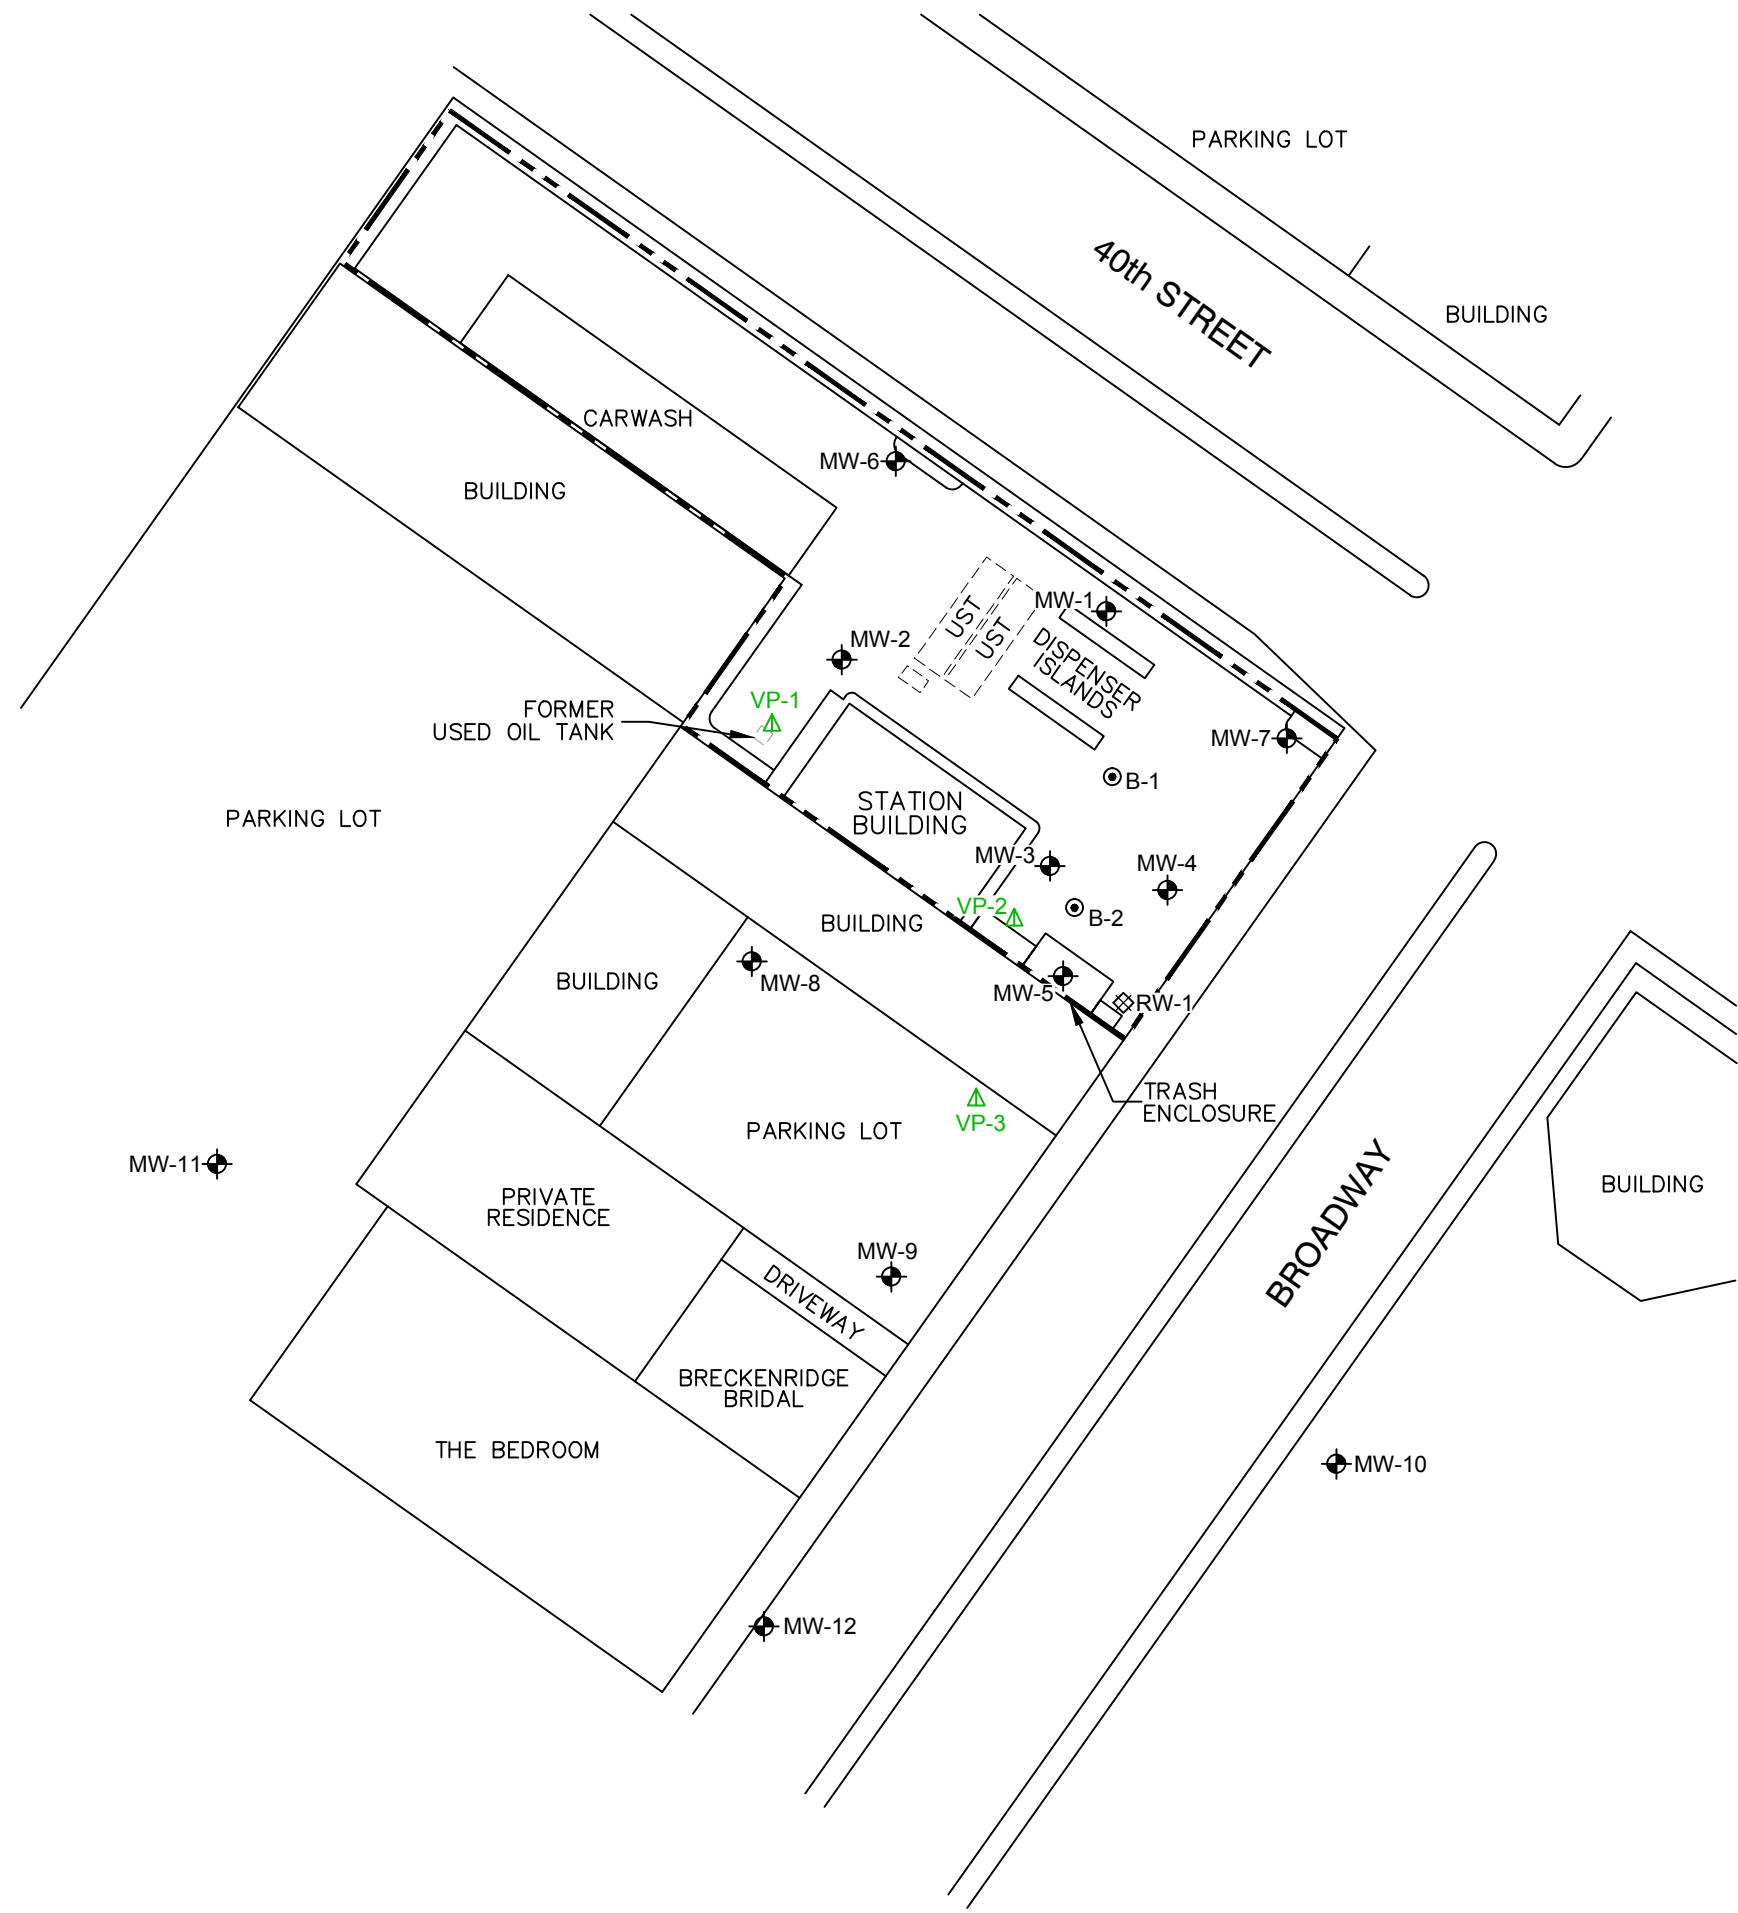 PARKING LOT
40th STREET
BUILDING
CARWASH
MW-6
BUILDING
UST
UST
MW-1
DISPENSER
ISLANDS
MW-2
VP-1
FORMER
USED OIL TANK
MW-7
B-1
STATION
BUILDING
PARKING LOT
MW-3
MW-4
VP-2
B-2
BUILDING
BUILDING
MW-8
MW-5
RW-1
TRASH
ENCLOSURE
VP-3
PARKING LOT
MW-11
BROADWAY
BUILDING
PRIVATE
RESIDENCE
MW-9
DRIVEWAY
BRECKENRIDGE
BRIDAL
THE BEDROOM
MW-10
MW-12